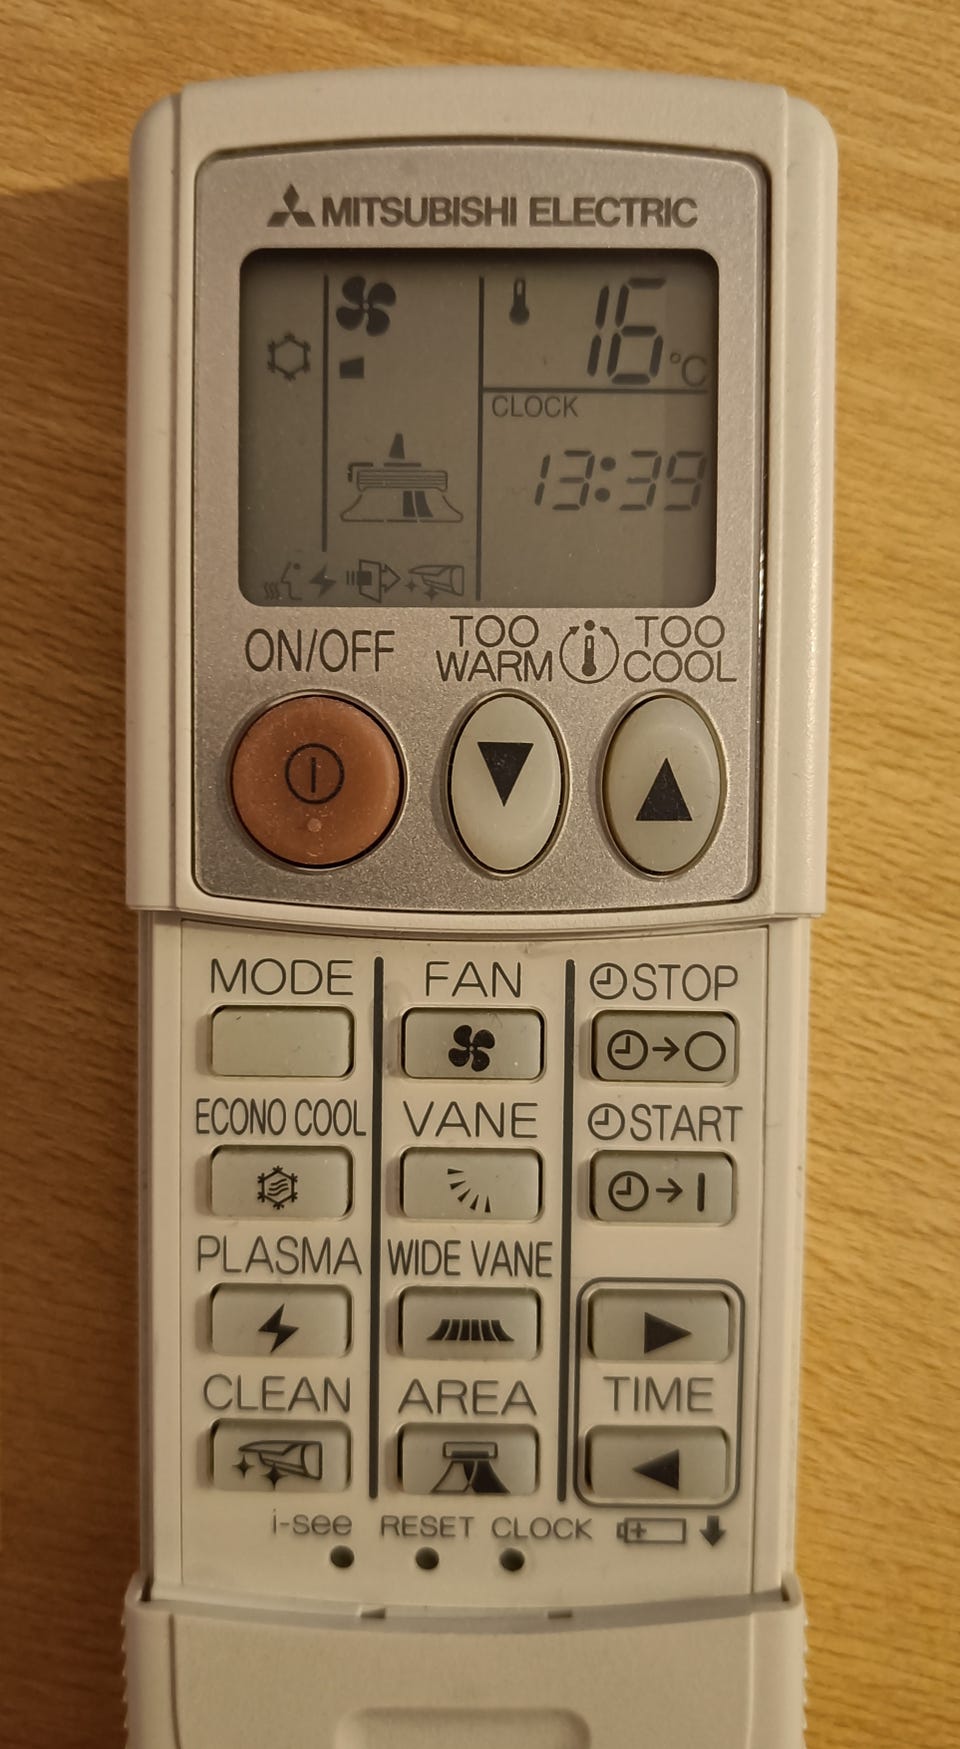 MITSUBISHI ELECTRIC
16 °C
CLOCK
13:39
ON/OFF
TOO WARM
TOO COOL
MODE
FAN
STOP
ECONO COOL
VANE
START
PLASMA
WIDE VANE
CLEAN
AREA
TIME
i-see RESET CLOCK